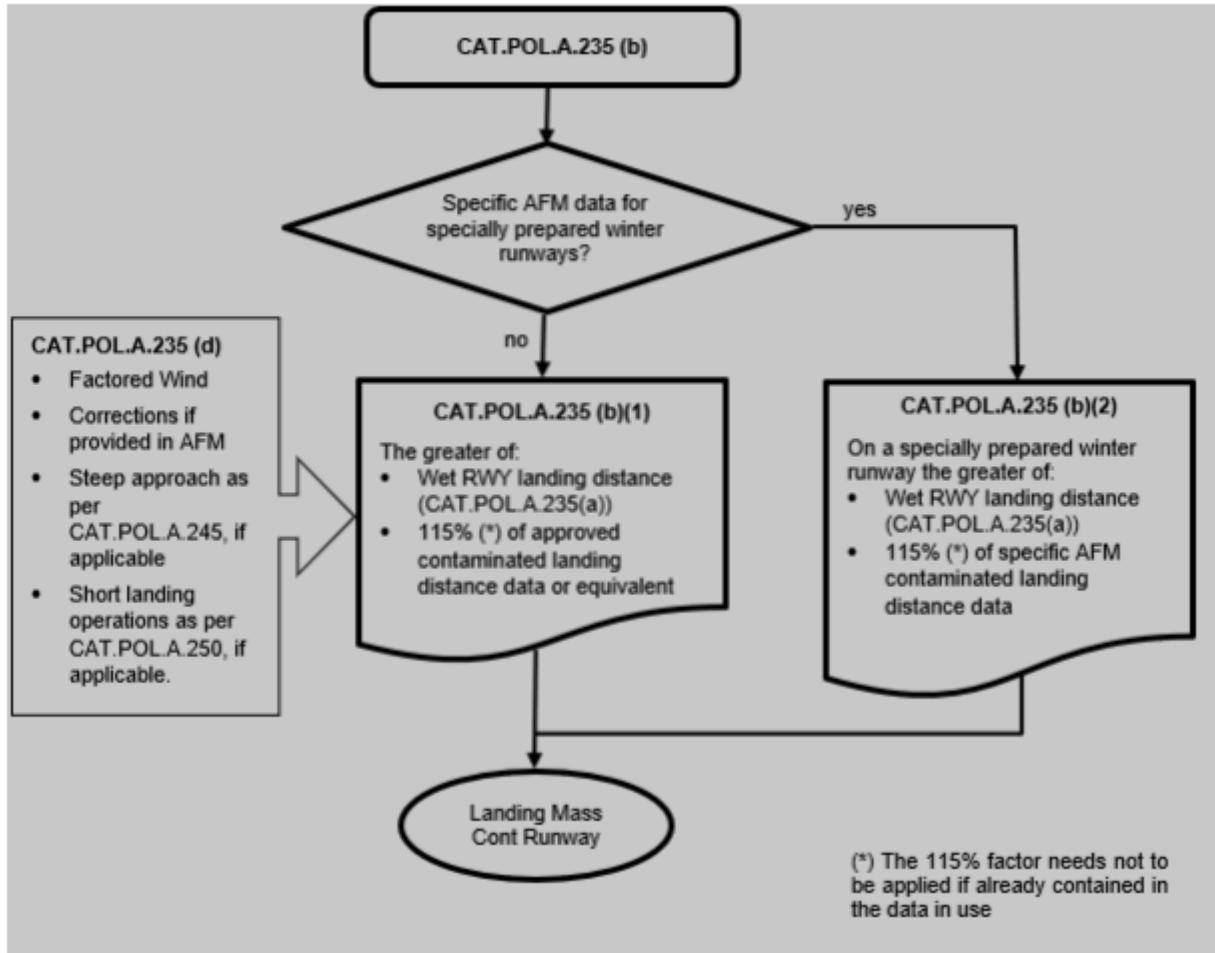 CAT.POL.A.235 (b)
Specific AFM data for
specially prepared winter
runways?
yes
no
CAT.POL.A.235 (d)
• Factored Wind
• Corrections if
provided in AFM
• Steep approach as
per
CAT.POL.A.245, if
applicable
• Short landing
operations as per
CAT.POL.A.250, if
applicable.
CAT.POL.A.235 (b)(1)
The greater of:
• Wet RWY landing distance
(CAT.POL.A.235(a))
• 115% (*) of approved
contaminated landing
distance data or equivalent
CAT.POL.A.235 (b)(2)
On a specially prepared winter
runway the greater of:
• Wet RWY landing distance
(CAT.POL.A.235(a))
• 115% (*) of specific AFM
contaminated landing
distance data
Landing Mass
Cont Runway
(*) The 115% factor needs not to
be applied if already contained in
the data in use